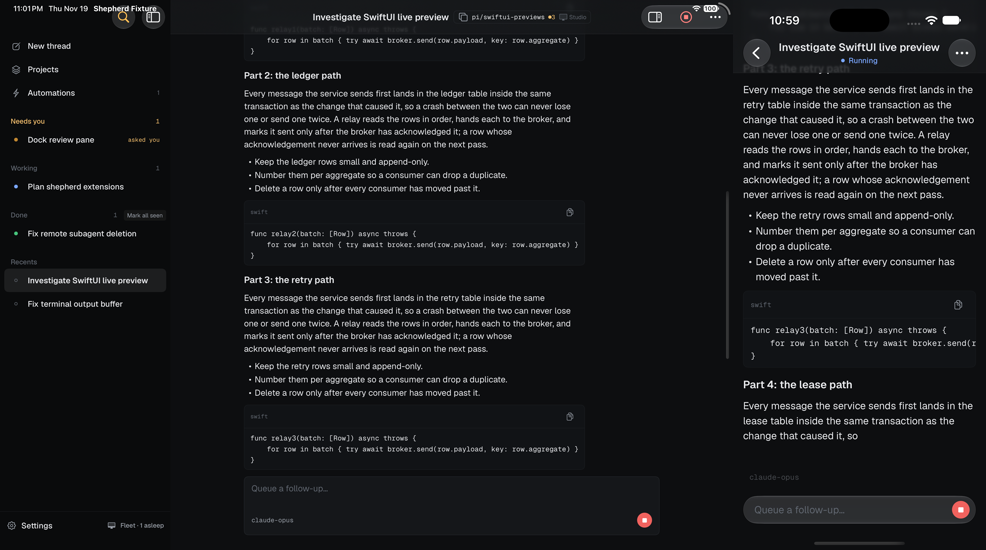 11:01 PM Thu Nov 19 Shepherd Fixture
New thread
Projects
Automations 1
Needs you 1
Dock review pane asked you
Working 1
Plan shepherd extensions
Done 1 Mark all seen
Fix remote subagent deletion
Recents
Investigate SwiftUI live preview
Fix terminal output buffer
Settings
Fleet · 1 asleep
Investigate SwiftUI live preview pi/swiftui-previews 3 Studio
100
for row in batch { try await broker.send(row.payload, key: row.aggregate) }
}
Part 2: the ledger path
Every message the service sends first lands in the ledger table inside the same
transaction as the change that caused it, so a crash between the two can never lose
one or send one twice. A relay reads the rows in order, hands each to the broker, and
marks it sent only after the broker has acknowledged it; a row whose
acknowledgement never arrives is read again on the next pass.
• Keep the ledger rows small and append-only.
• Number them per aggregate so a consumer can drop a duplicate.
• Delete a row only after every consumer has moved past it.
swift
func relay2(batch: [Row]) async throws {
for row in batch { try await broker.send(row.payload, key: row.aggregate) }
}
Part 3: the retry path
Every message the service sends first lands in the retry table inside the same
transaction as the change that caused it, so a crash between the two can never lose
one or send one twice. A relay reads the rows in order, hands each to the broker, and
marks it sent only after the broker has acknowledged it; a row whose
acknowledgement never arrives is read again on the next pass.
• Keep the retry rows small and append-only.
• Number them per aggregate so a consumer can drop a duplicate.
• Delete a row only after every consumer has moved past it.
swift
func relay3(batch: [Row]) async throws {
for row in batch { try await broker.send(row.payload, key: row.aggregate) }
}
Queue a follow-up…
claude-opus
10:59
Investigate SwiftUI live preview
Running
Part 3: the retry path
Every message the service sends first lands in the
retry table inside the same transaction as the
change that caused it, so a crash between the two
can never lose one or send one twice. A relay
reads the rows in order, hands each to the broker,
and marks it sent only after the broker has
acknowledged it; a row whose acknowledgement
never arrives is read again on the next pass.
• Keep the retry rows small and append-only.
• Number them per aggregate so a consumer can
drop a duplicate.
• Delete a row only after every consumer has
moved past it.
swift
func relay3(batch: [Row]) async throws {
for row in batch { try await broker.send(r
}
Part 4: the lease path
Every message the service sends first lands in the
lease table inside the same transaction as the
change that caused it, so
claude-opus
Queue a follow-up…